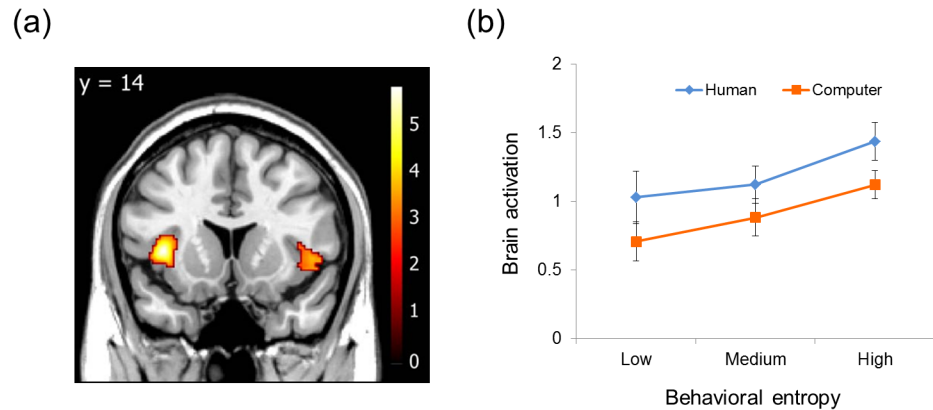 (a)
y = 14
5
4
3
2
1
0
(b)
2
1.5
1
0.5
0
Human
Computer
Brain activation
Low
Medium
High
Behavioral entropy